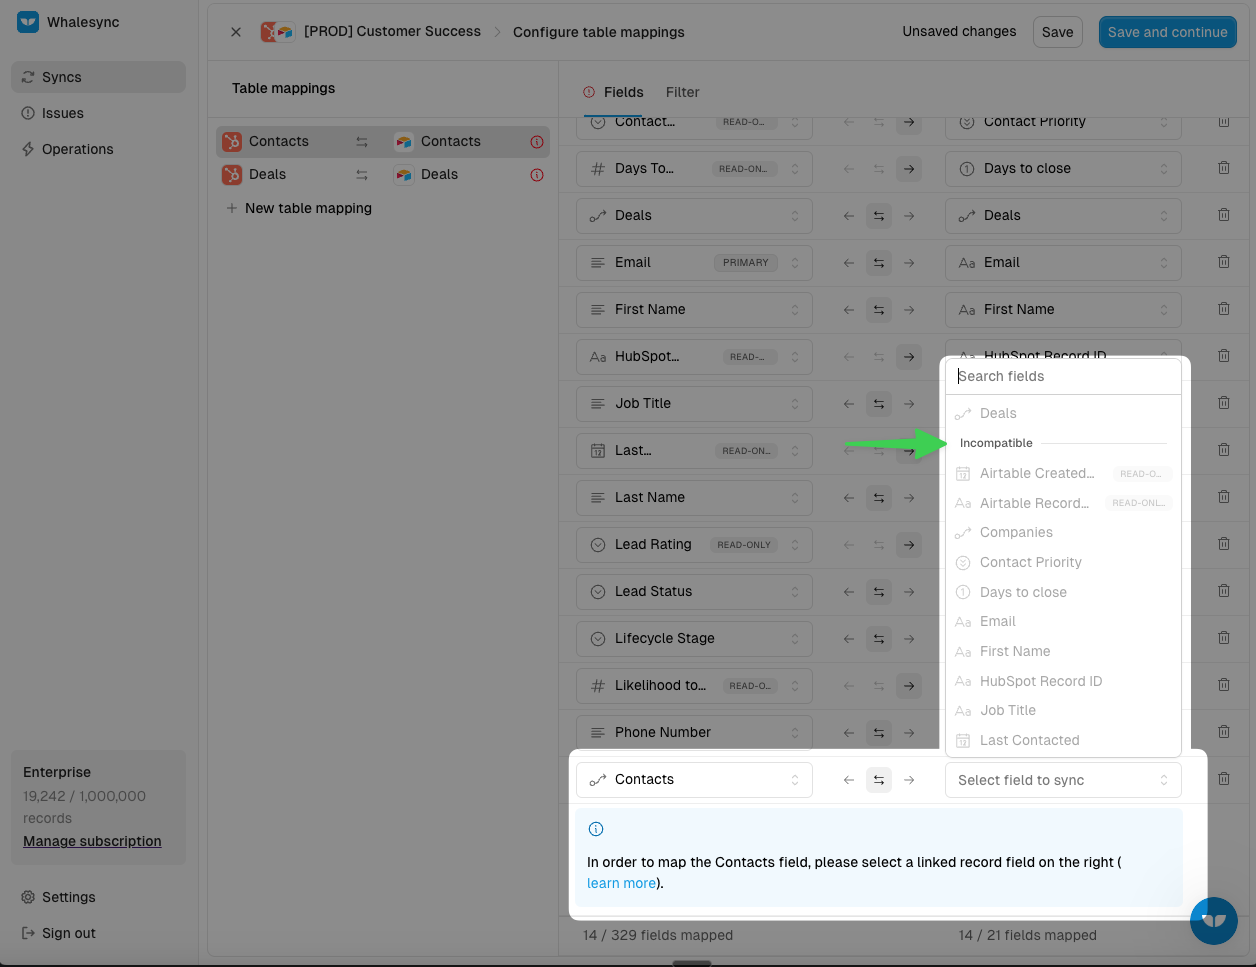 Whalesync
[PROD] Customer Success
Configure table mappings
Unsaved changes
Save
Save and continue
Syncs
Issues
Operations
Table mappings
Contacts
Contacts
Deals
Deals
New table mapping
Fields
Filter
Contact...
READ-O...
Contact Priority
Days To...
READ-ON...
Days to close
Deals
Deals
Email
PRIMARY
Email
First Name
First Name
HubSpot...
READ-...
HubSpot Record ID
Job Title
Last...
READ-ON...
Last Name
Lead Rating
READ-ONLY
Lead Status
Lifecycle Stage
Likelihood to...
READ-O...
Phone Number
Search fields
Deals
Incompatible
Airtable Created...
READ-O...
Airtable Record...
READ-ONL...
Companies
Contact Priority
Days to close
Email
First Name
HubSpot Record ID
Job Title
Last Contacted
Contacts
Select field to sync
In order to map the Contacts field, please select a linked record field on the right (
learn more).
14 / 329 fields mapped
14 / 21 fields mapped
Enterprise
19,242 / 1,000,000
records
Manage subscription
Settings
Sign out